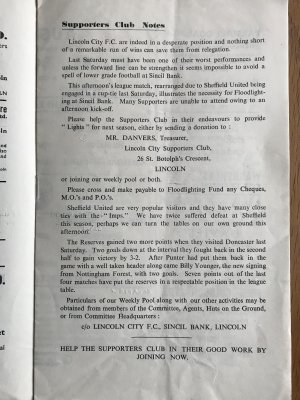 Supporters Club Notes
Lincoln City F.C. are indeed in a desperate position and nothing short
of a remarkable run of wins can save them from relegation.
Last Saturday must have been one of their worst performances and
unless the forward line can be strengthen it seems impossible to avoid a
spell of lower grade football at Sincil Bank.
This afternoon's league match, rearranged due to Sheffield United being
engaged in a cup-tie last Saturday, illustrates the necessity for Floodlight-
ing at Sincil Bank. Many Supporters are unable to attend owing to an
afternoon kick-off.
Please help the Supporters Club in their endeavours to provide
"Lights" for next season, either by sending a donation to :
MR. DANVERS, Treasurer,
Lincoln City Supporters Club,
26 St. Botolph's Crescent,
LINCOLN
or joining our weekly pool or both.
Please cross and make payable to Floodlighting Fund any Cheques,
M.O.'s and P.O.'s.
Sheffield United are very popular visitors and they have many close
ties with the "Imps." We have twice suffered defeat at Sheffield
this season, perhaps we can turn the tables on our own ground this
afternoon!
The Reserves gained two more points when they visited Doncaster last
Saturday. Two goals down at the interval they fought back in the second
half to gain victory by 3-2. After Punter had put them back in the
game with a well taken header along came Billy Younger, the new signing
from Nottingham Forest, with two goals. Seven points out of the last
four matches have put the reserves in a respectable position in the league
table.
Particulars of our Weekly Pool along with our other activities may be
obtained from members of the Committee, Agents, Huts on the Ground,
or from Committee Headquarters :
c/o LINCOLN CITY F.C., SINCIL BANK, LINCOLN
HELP THE SUPPORTERS CLUB IN THEIR GOOD WORK BY
JOINING NOW.